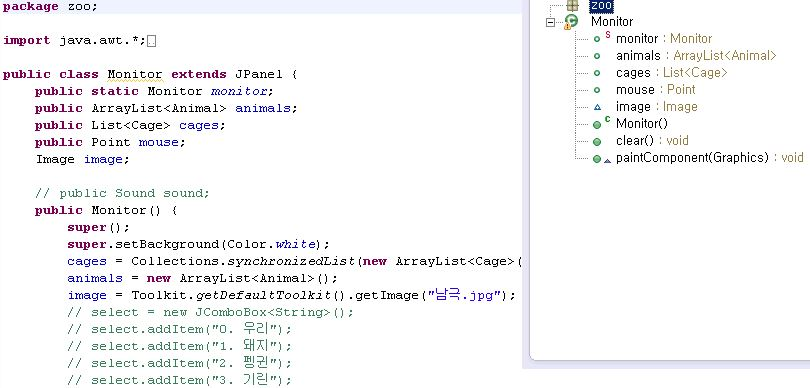 package zoo;
import java.awt.*;
public class Monitor extends JPanel {
public static Monitor monitor;
public ArrayList<Animal> animals;
public List<Cage> cages;
public Point mouse;
Image image;
// public Sound sound;
public Monitor() {
super();
super.setBackground(Color.white);
cages = Collections.synchronizedList(new ArrayList<Cage>(
animals = new ArrayList<Animal>();
image = Toolkit.getDefaultToolkit().getImage("남극.jpg");
// select = new JComboBox<String>();
// select.addItem("0. 우리");
// select.addItem("1. 돼지");
// select.addItem("2. 펭귄");
// select.addItem("3. 기린");
zoo
Monitor
monitor : Monitor
animals : ArrayList<Animal>
cages : List<Cage>
mouse : Point
image : Image
Monitor()
clear() : void
paintComponent(Graphics) : void